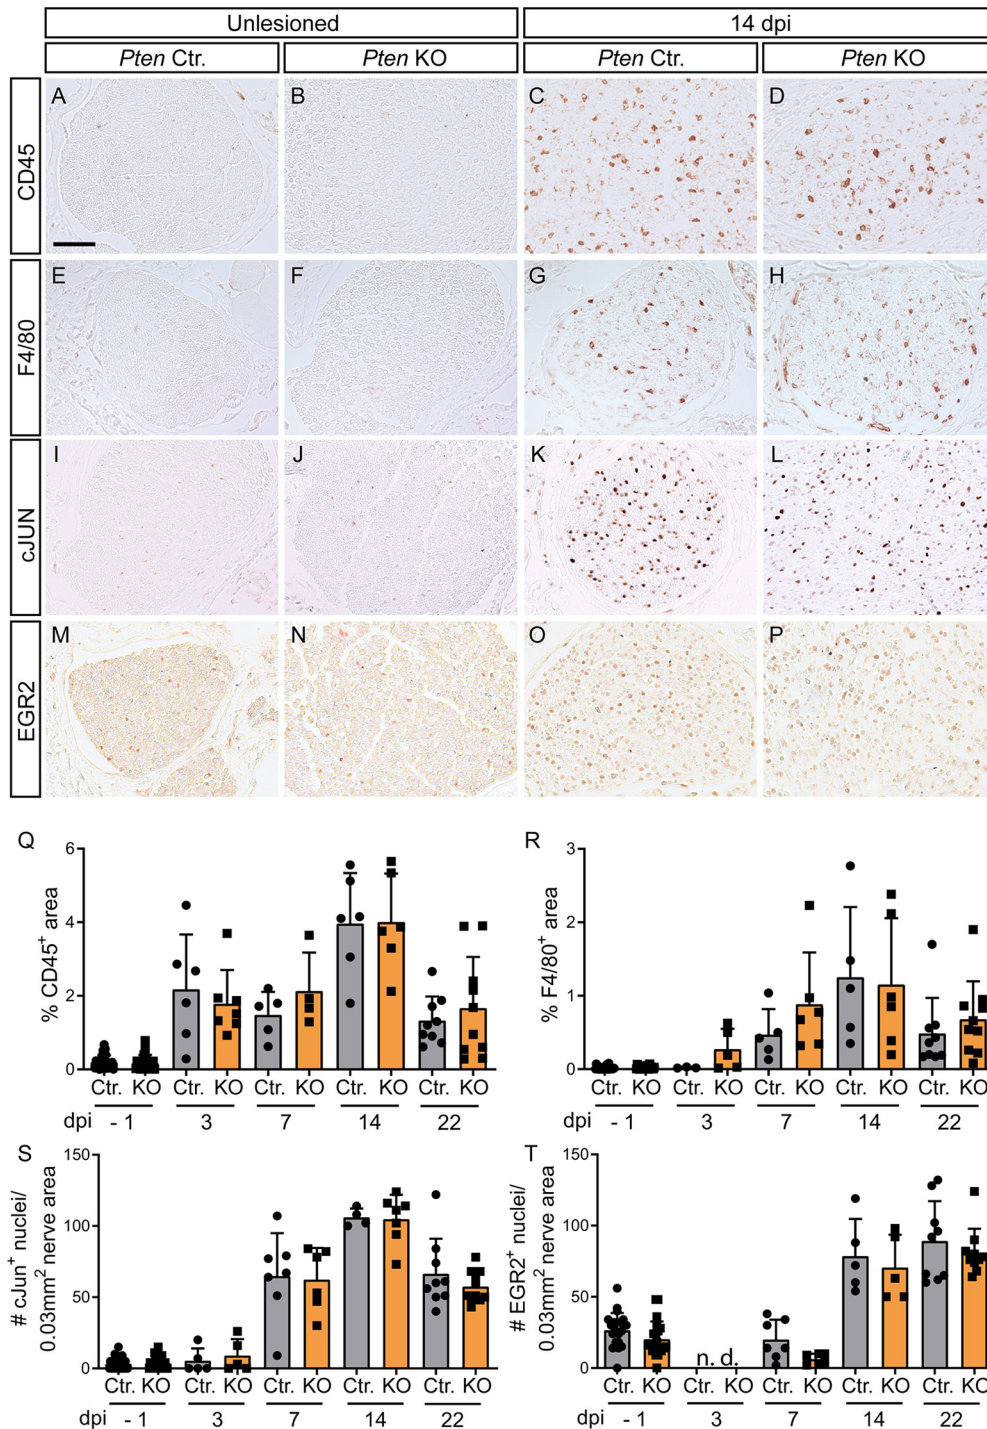 Unlesioned 14 dpi
Pten Ctr. Pten KO Pten Ctr. Pten KO
CD45 A B C D
F4/80 E F G H
cJUN I J K L
EGR2 M N O P
Q
% CD45+ area
6
4
2
0
Ctr. KO Ctr. KO Ctr. KO Ctr. KO Ctr. KO
dpi - 1 3 7 14 22
R
% F4/80+ area
3
2
1
0
Ctr. KO Ctr. KO Ctr. KO Ctr. KO Ctr. KO
dpi - 1 3 7 14 22
S
# cJun+ nuclei/
0.03mm2 nerve area
150
100
50
0
Ctr. KO Ctr. KO Ctr. KO Ctr. KO Ctr. KO
dpi - 1 3 7 14 22
T
# EGR2+ nuclei/
0.03mm2 nerve area
150
100
50
0
n. d.
Ctr. KO Ctr. KO Ctr. KO Ctr. KO Ctr. KO
dpi - 1 3 7 14 22